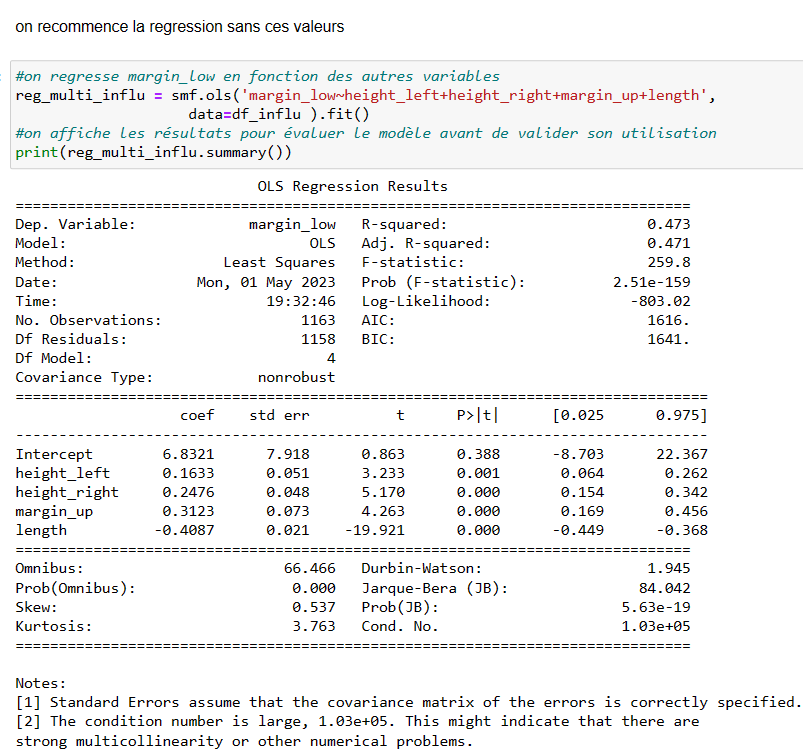 on recommence la regression sans ces valeurs
#on regresse margin_low en fonction des autres variables
reg_multi_influ = smf.ols('margin_low~height_left+height_right+margin_up+length',
                    data=df_influ ).fit()
#on affiche les résultats pour évaluer le modèle avant de valider son utilisation
print(reg_multi_influ.summary())
                            OLS Regression Results
==============================================================================
Dep. Variable:             margin_low   R-squared:                       0.473
Model:                            OLS   Adj. R-squared:                  0.471
Method:                 Least Squares   F-statistic:                     259.8
Date:                Mon, 01 May 2023   Prob (F-statistic):          2.51e-159
Time:                        19:32:46   Log-Likelihood:                -803.02
No. Observations:                1163   AIC:                             1616.
Df Residuals:                    1158   BIC:                             1641.
Df Model:                           4
Covariance Type:            nonrobust
================================================================================
                   coef    std err          t      P>|t|      [0.025      0.975]
--------------------------------------------------------------------------------
Intercept        6.8321      7.918      0.863      0.388      -8.703      22.367
height_left      0.1633      0.051      3.233      0.001       0.064       0.262
height_right     0.2476      0.048      5.170      0.000       0.154       0.342
margin_up        0.3123      0.073      4.263      0.000       0.169       0.456
length          -0.4087      0.021    -19.921      0.000      -0.449      -0.368
==============================================================================
Omnibus:                       66.466   Durbin-Watson:                   1.945
Prob(Omnibus):                  0.000   Jarque-Bera (JB):               84.042
Skew:                           0.537   Prob(JB):                     5.63e-19
Kurtosis:                       3.763   Cond. No.                     1.03e+05
==============================================================================
Notes:
[1] Standard Errors assume that the covariance matrix of the errors is correctly specified.
[2] The condition number is large, 1.03e+05. This might indicate that there are
strong multicollinearity or other numerical problems.